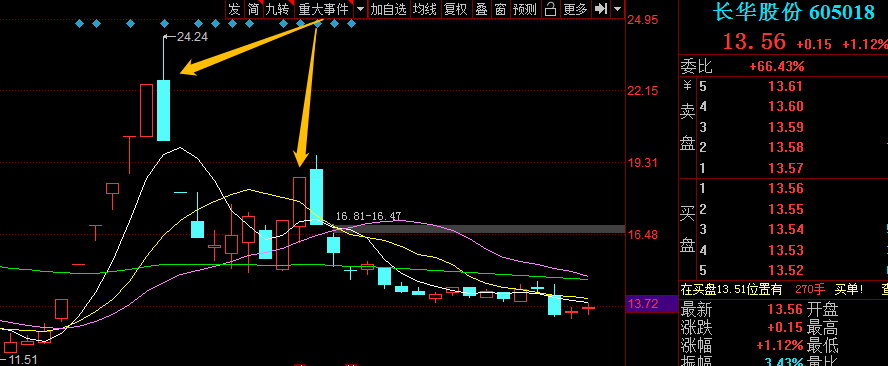 发 简 九转 重大事件 加自选 均线 复权 叠 窗 预测 更多
24.95
24.24
22.15
19.31
16.81-16.47
16.48
13.72
11.51
长华股份 605018
13.56 +0.15 +1.12%
委比 +66.43%
¥ 5 13.61
卖 4 13.60
3 13.59
盘 2 13.58
1 13.57
1 13.56
买 2 13.55
3 13.54
盘 4 13.53
5 13.52
在买盘13.51位置有 270手 买单!
最新 13.56 开盘
涨跌 +0.15 最高
涨幅 +1.12% 最低
振幅 3.43% 量比